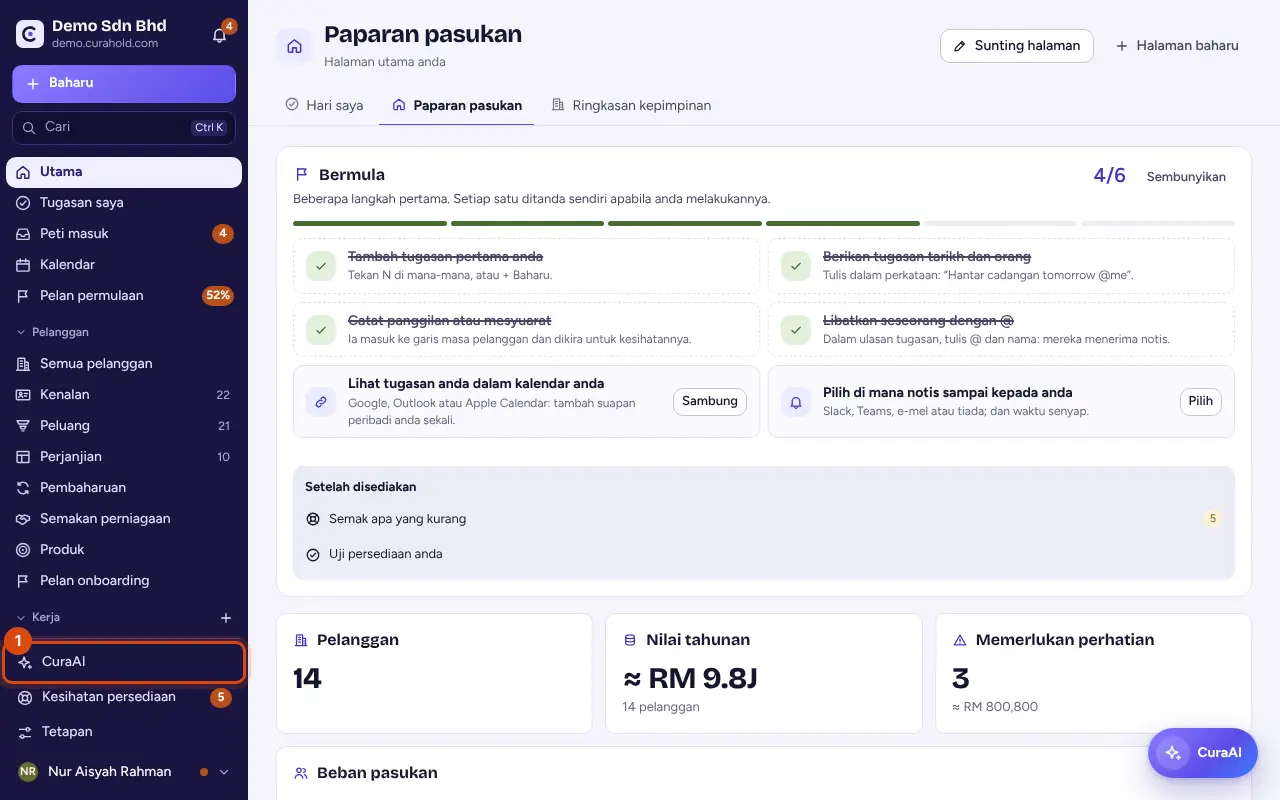 Demo Sdn Bhd
demo.curahold.com
4
Baharu
Cari
Ctrl K
Utama
Tugasan saya
Peti masuk
4
Kalendar
Pelan permulaan
52%
Pelanggan
Semua pelanggan
Kenalan
22
Peluang
21
Perjanjian
10
Pembaharuan
Semakan perniagaan
Produk
Pelan onboarding
Kerja
1
CuraAI
Kesihatan persediaan
5
Tetapan
NR
Nur Aisyah Rahman
Paparan pasukan
Halaman utama anda
Sunting halaman
Halaman baharu
Hari saya
Paparan pasukan
Ringkasan kepimpinan
Bermula
4/6
Sembunyikan
Beberapa langkah pertama. Setiap satu ditanda sendiri apabila anda melakukannya.
Tambah tugasan pertama anda
Tekan N di mana-mana, atau + Baharu.
Berikan tugasan tarikh dan orang
Tulis dalam perkataan: “Hantar cadangan tomorrow @me”.
Catat panggilan atau mesyuarat
Ia masuk ke garis masa pelanggan dan dikira untuk kesihatannya.
Libatkan seseorang dengan @
Dalam ulasan tugasan, tulis @ dan nama: mereka menerima notis.
Lihat tugasan anda dalam kalendar anda
Google, Outlook atau Apple Calendar: tambah suapan
peribadi anda sekali.
Sambung
Pilih di mana notis sampai kepada anda
Slack, Teams, e-mel atau tiada; dan waktu senyap.
Pilih
Setelah disediakan
Semak apa yang kurang
5
Uji persediaan anda
Pelanggan
14
Nilai tahunan
≈ RM 9.8J
14 pelanggan
Memerlukan perhatian
3
≈ RM 800,800
Beban pasukan
CuraAI